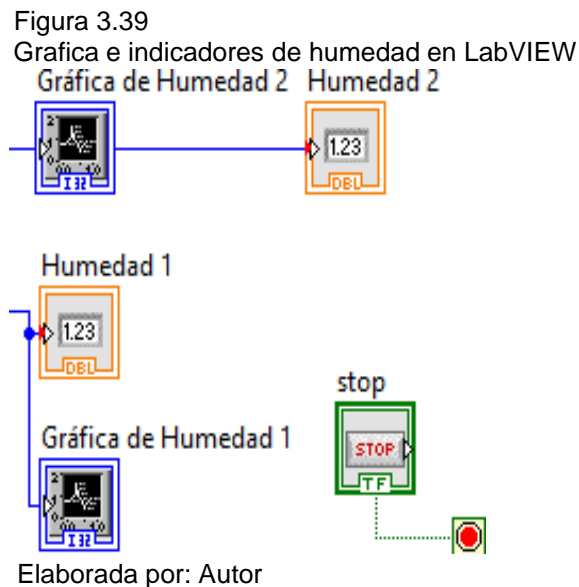 Figura 3.39
Grafica e indicadores de humedad en LabVIEW
Gráfica de Humedad 2 Humedad 2
1.23
I32
DBL
Humedad 1
1.23
DBL
stop
Gráfica de Humedad 1
STOP
TF
I32
Elaborada por: Autor